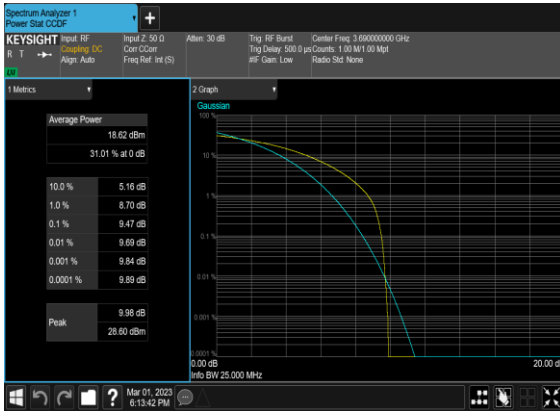 Spectrum Analyzer 1
Power Stat CCDF
KEYSIGHT
R T
LXI
Input: RF
Coupling: DC
Align: Auto
Input Z: 50 Ω
Corr CCorr
Freq Ref: Int (S)
Atten: 30 dB
Trig: RF Burst
Trig Delay: 500.0 µs
#IF Gain: Low
Center Freq: 3.690000000 GHz
Counts: 1.00 M/1.00 Mpt
Radio Std: None
1 Metrics
Average Power
18.62 dBm
31.01 % at 0 dB
10.0 % 5.16 dB
1.0 % 8.70 dB
0.1 % 9.47 dB
0.01 % 9.69 dB
0.001 % 9.84 dB
0.0001 % 9.89 dB
Peak
9.98 dB
28.60 dBm
2 Graph
Gaussian
100 %
10 %
1 %
0.1 %
0.01 %
0.001 %
0.0001 %
0.00 dB
20.00 d
Info BW 25.000 MHz
?
Mar 01, 2023
6:13:42 PM